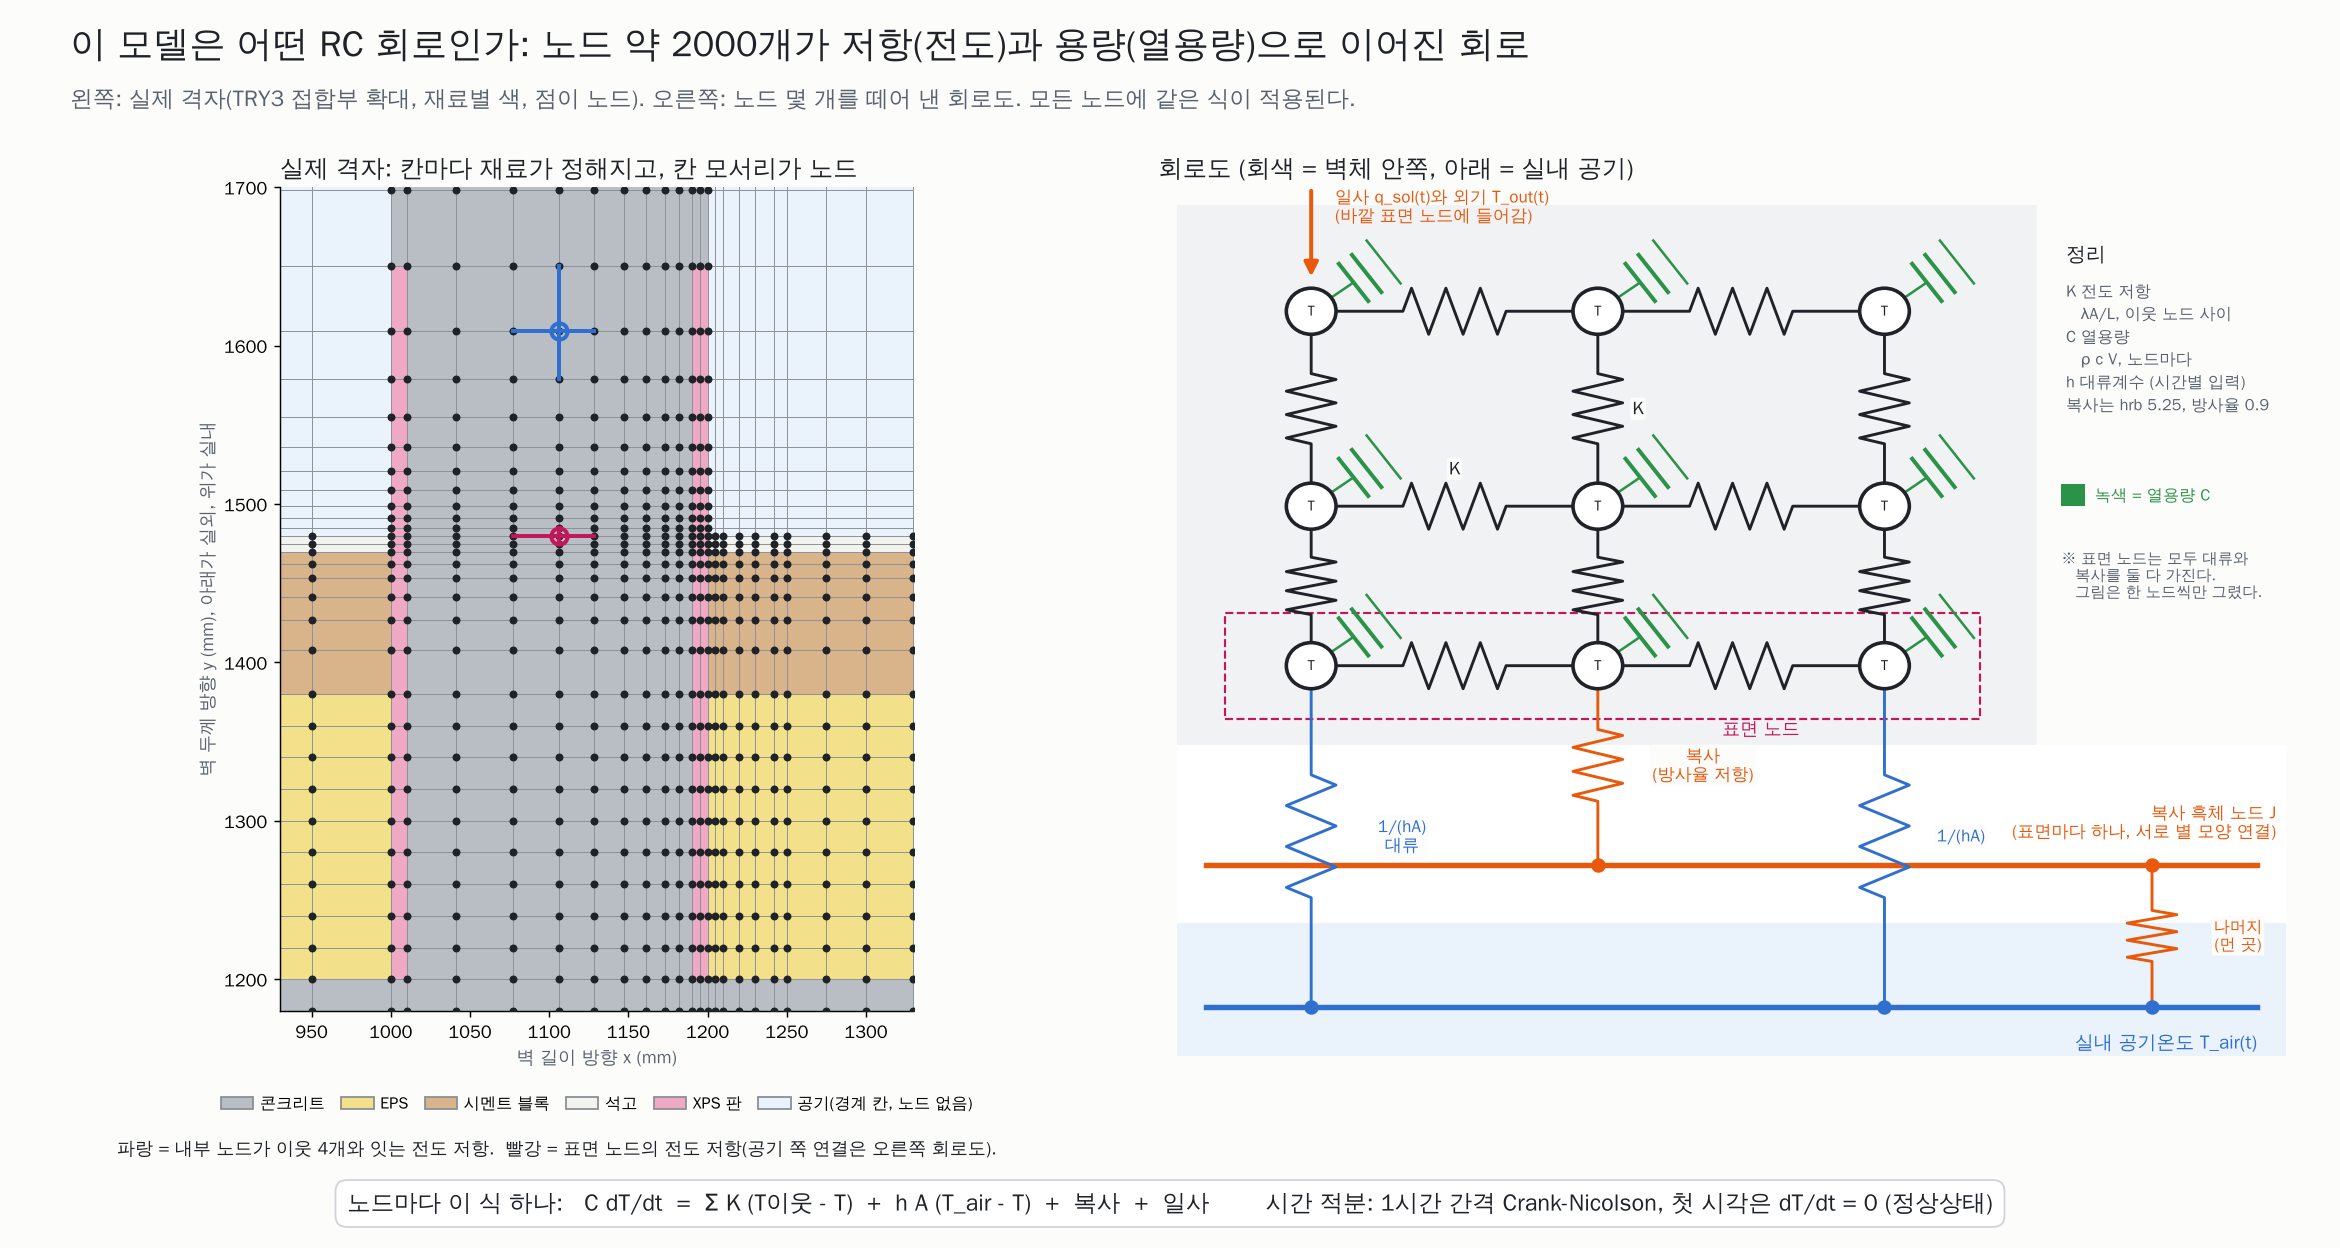 이 모델은 어떤 RC 회로인가: 노드 약 2000개가 저항(전도)과 용량(열용량)으로 이어진 회로
왼쪽: 실제 격자(TRY3 접합부 확대, 재료별 색, 점이 노드). 오른쪽: 노드 몇 개를 떼어 낸 회로도. 모든 노드에 같은 식이 적용된다.
실제 격자: 칸마다 재료가 정해지고, 칸 모서리가 노드
1700
1600
1500
1400
1300
1200
벽 두께 방향 y (mm), 아래가 실외, 위가 실내
950 1000 1050 1100 1150 1200 1250 1300
벽 길이 방향 x (mm)
콘크리트 EPS 시멘트 블록 석고 XPS 판 공기(경계 칸, 노드 없음)
파랑 = 내부 노드가 이웃 4개와 잇는 전도 저항. 빨강 = 표면 노드의 전도 저항(공기 쪽 연결은 오른쪽 회로도).
회로도 (회색 = 벽체 안쪽, 아래 = 실내 공기)
일사 q_sol(t)와 외기 T_out(t)
(바깥 표면 노드에 들어감)
T T T
K
K
T T T
T T T
표면 노드
복사
(방사율 저항)
1/(hA)
대류
1/(hA)
복사 흑체 노드 J
(표면마다 하나, 서로 별 모양 연결)
나머지
(먼 곳)
실내 공기온도 T_air(t)
정리
K 전도 저항
λA/L, 이웃 노드 사이
C 열용량
ρ c V, 노드마다
h 대류계수 (시간별 입력)
복사는 hrb 5.25, 방사율 0.9
녹색 = 열용량 C
※ 표면 노드는 모두 대류와
복사를 둘 다 가진다.
그림은 한 노드씩만 그렸다.
노드마다 이 식 하나: C dT/dt = Σ K (T이웃 - T) + h A (T_air - T) + 복사 + 일사 시간 적분: 1시간 간격 Crank-Nicolson, 첫 시각은 dT/dt = 0 (정상상태)